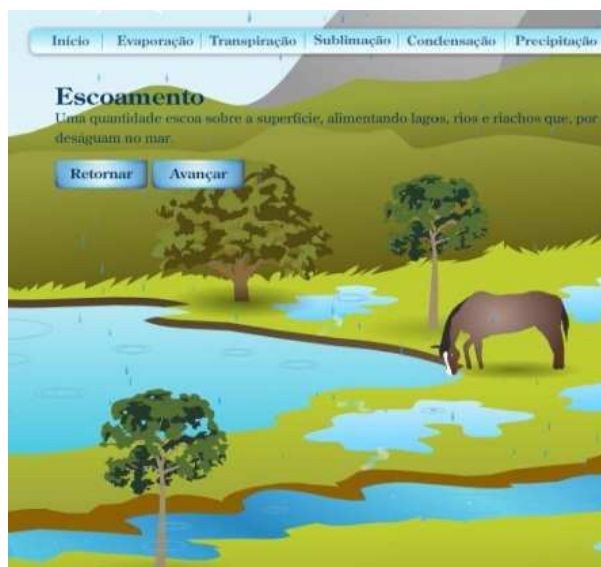 Início Evaporação Transpiração Sublimação Condensação Precipitação
Escoamento
Uma quantidade escoa sobre a superfície, alimentando lagos, rios e riachos que, por
deságuam no mar.
Retornar Avançar